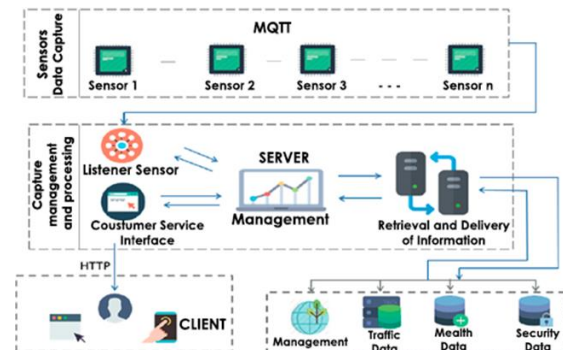 Sensors
Data Capture
MQTT
Sensor 1
Sensor 2
Sensor 3
...
Sensor n
Capture
management
and processing
Listener Sensor
SERVER
Management
Coustumer Service
Interface
Retrieval and Delivery
of Information
HTTP
CLIENT
Management
Traffic
Data
Mealth
Data
Security
Data